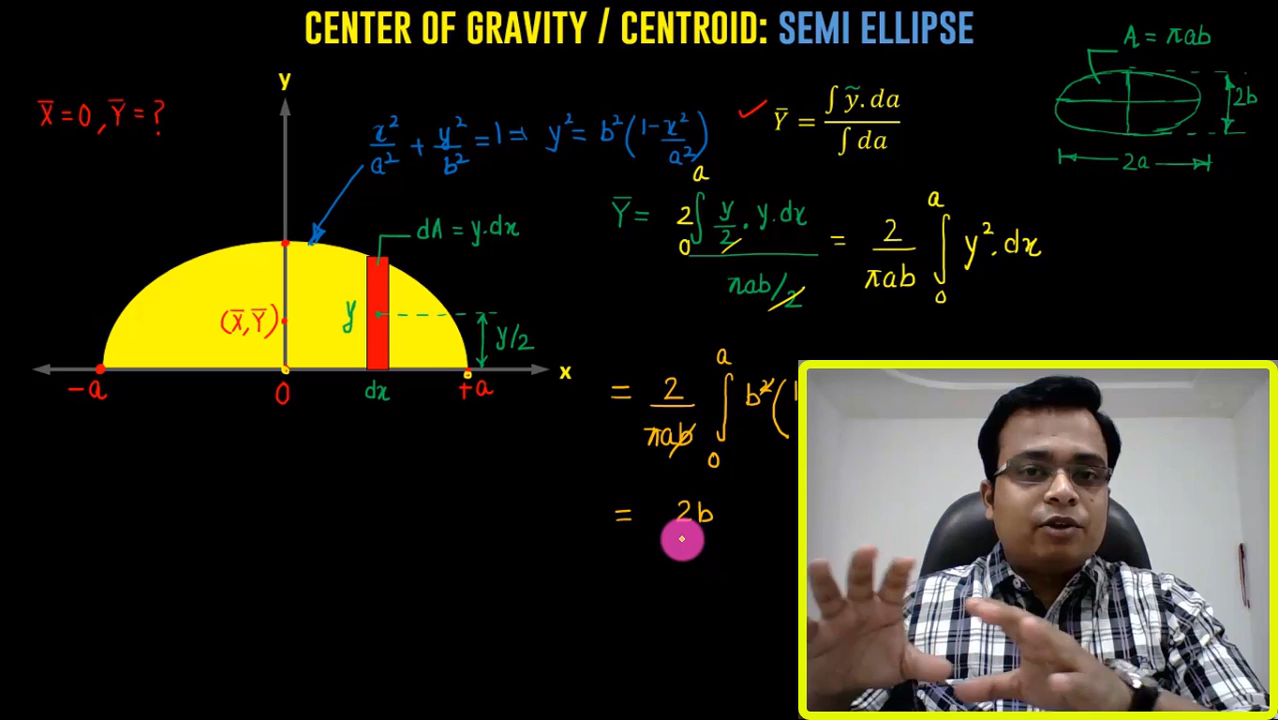 CENTER OF GRAVITY / CENTROID: SEMI ELLIPSE
A = πab
2b
2a
y
X̅=0, Y̅=?
x²/a² + y²/b² = 1 ⇒ y² = b²(1-x²/a²)
Y̅ = ∫ỹ.da / ∫da
Y̅ = 2∫₀ᵃ y/2 . y.dx / πab/2 = 2/πab ∫₀ᵃ y².dx
dA = y.dx
y
(X̅,Y̅)
y/2
x
-a
0
dx
+a
= 2/πab ∫₀ᵃ b²(1
= 2b